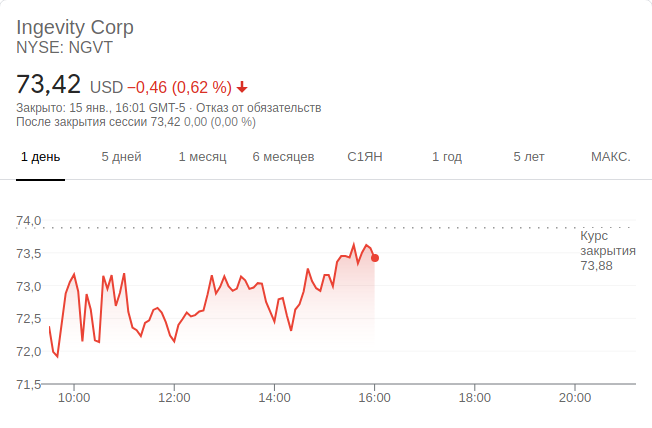 Ingevity Corp
NYSE: NGVT
73,42 USD −0,46 (0,62 %)
Закрыто: 15 янв., 16:01 GMT-5 · Отказ от обязательств
После закрытия сессии 73,42 0,00 (0,00 %)
1 день 5 дней 1 месяц 6 месяцев С1ЯН 1 год 5 лет МАКС.
74,0
Курс
закрытия
73,88
73,5
73,0
72,5
72,0
71,5
10:00 12:00 14:00 16:00 18:00 20:00